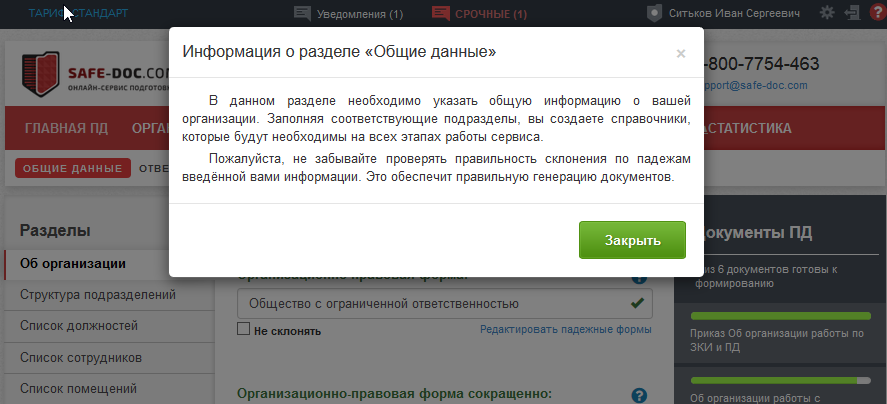 ТАРИФ СТАНДАРТ
Уведомления (1)
СРОЧНЫЕ (1)
Ситьков Иван Сергеевич
Информация о разделе «Общие данные»
×
SAFE-DOC.COM
ОНЛАЙН-СЕРВИС ПОДГОТОВ
-800-7754-463
pport@safe-doc.com
В данном разделе необходимо указать общую информацию о вашей
организации. Заполняя соответствующие подразделы, вы создаете справочники,
которые будут необходимы на всех этапах работы сервиса.
Пожалуйста, не забывайте проверять правильность склонения по падежам
введённой вами информации. Это обеспечит правильную генерацию документов.
ГЛАВНАЯ ПД
ОРГАН
СТАТИСТИКА
ОБЩИЕ ДАННЫЕ
ОТВЕ
Закрыть
Разделы
Об организации
Структура подразделений
Список должностей
Список сотрудников
Список помещений
Организационно-правовая форма:
?
Общество с ограниченной ответственностью
Не склонять
Редактировать падежные формы
Организационно-правовая форма сокращенно:
?
Документы ПД
из 6 документов готовы к
формированию
Приказ Об организации работы по
ЗКИ и ПД
Об организации работы с